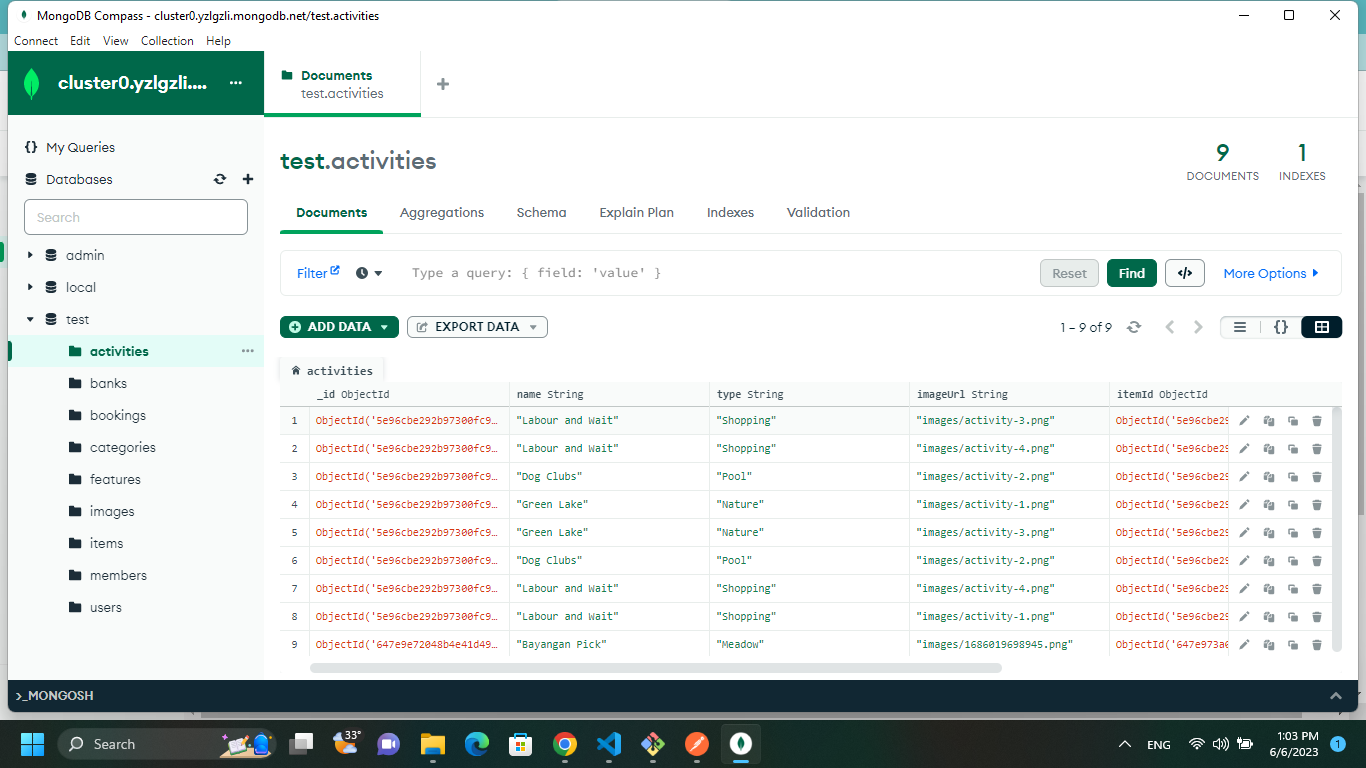 MongoDB Compass - cluster0.yzlgzli.mongodb.net/test.activities
Connect Edit View Collection Help
cluster0.yzlgzli.... ...
Documents
test.activities
+
{} My Queries
Databases
Search
admin
local
test
activities ...
banks
bookings
categories
features
images
items
members
users
test.activities
9
DOCUMENTS
1
INDEXES
Documents Aggregations Schema Explain Plan Indexes Validation
Filter Type a query: { field: 'value' } Reset Find </> More Options
ADD DATA EXPORT DATA 1 – 9 of 9 {}
activities
_id ObjectId name String type String imageUrl String itemId ObjectId
1 ObjectId('5e96cbe292b97300fc9… "Labour and Wait" "Shopping" "images/activity-3.png" ObjectId('5e96cbe29
2 ObjectId('5e96cbe292b97300fc9… "Labour and Wait" "Shopping" "images/activity-4.png" ObjectId('5e96cbe29
3 ObjectId('5e96cbe292b97300fc9… "Dog Clubs" "Pool" "images/activity-2.png" ObjectId('5e96cbe29
4 ObjectId('5e96cbe292b97300fc9… "Green Lake" "Nature" "images/activity-1.png" ObjectId('5e96cbe29
5 ObjectId('5e96cbe292b97300fc9… "Green Lake" "Nature" "images/activity-3.png" ObjectId('5e96cbe29
6 ObjectId('5e96cbe292b97300fc9… "Dog Clubs" "Pool" "images/activity-2.png" ObjectId('5e96cbe29
7 ObjectId('5e96cbe292b97300fc9… "Labour and Wait" "Shopping" "images/activity-4.png" ObjectId('5e96cbe29
8 ObjectId('5e96cbe292b97300fc9… "Labour and Wait" "Shopping" "images/activity-1.png" ObjectId('5e96cbe29
9 ObjectId('647e9e72048b4e41d49… "Bayangan Pick" "Meadow" "images/1686019698945.png" ObjectId('647e973a6
>_MONGOSH
Search
33°
ENG
1:03 PM
6/6/2023
1